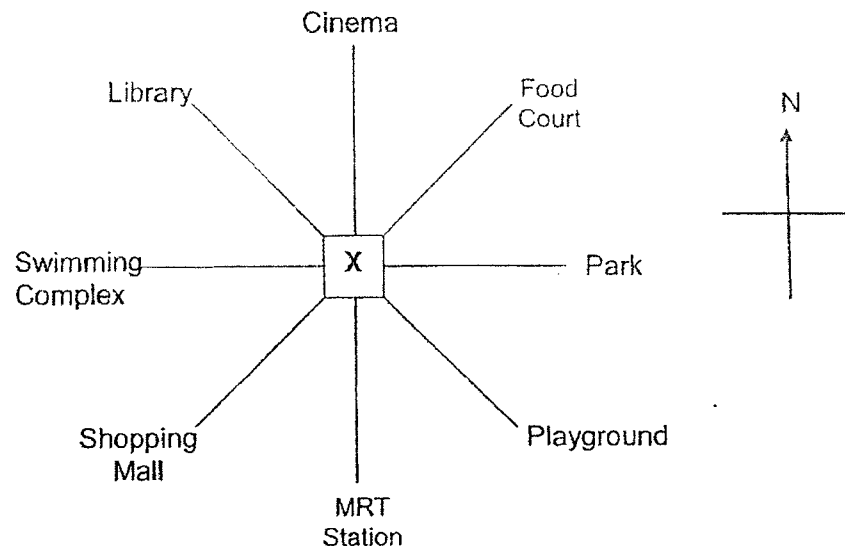 Cinema
Library
Food
Court
N
Swimming
Complex
X
Park
Shopping
Mall
Playground
MRT
Station